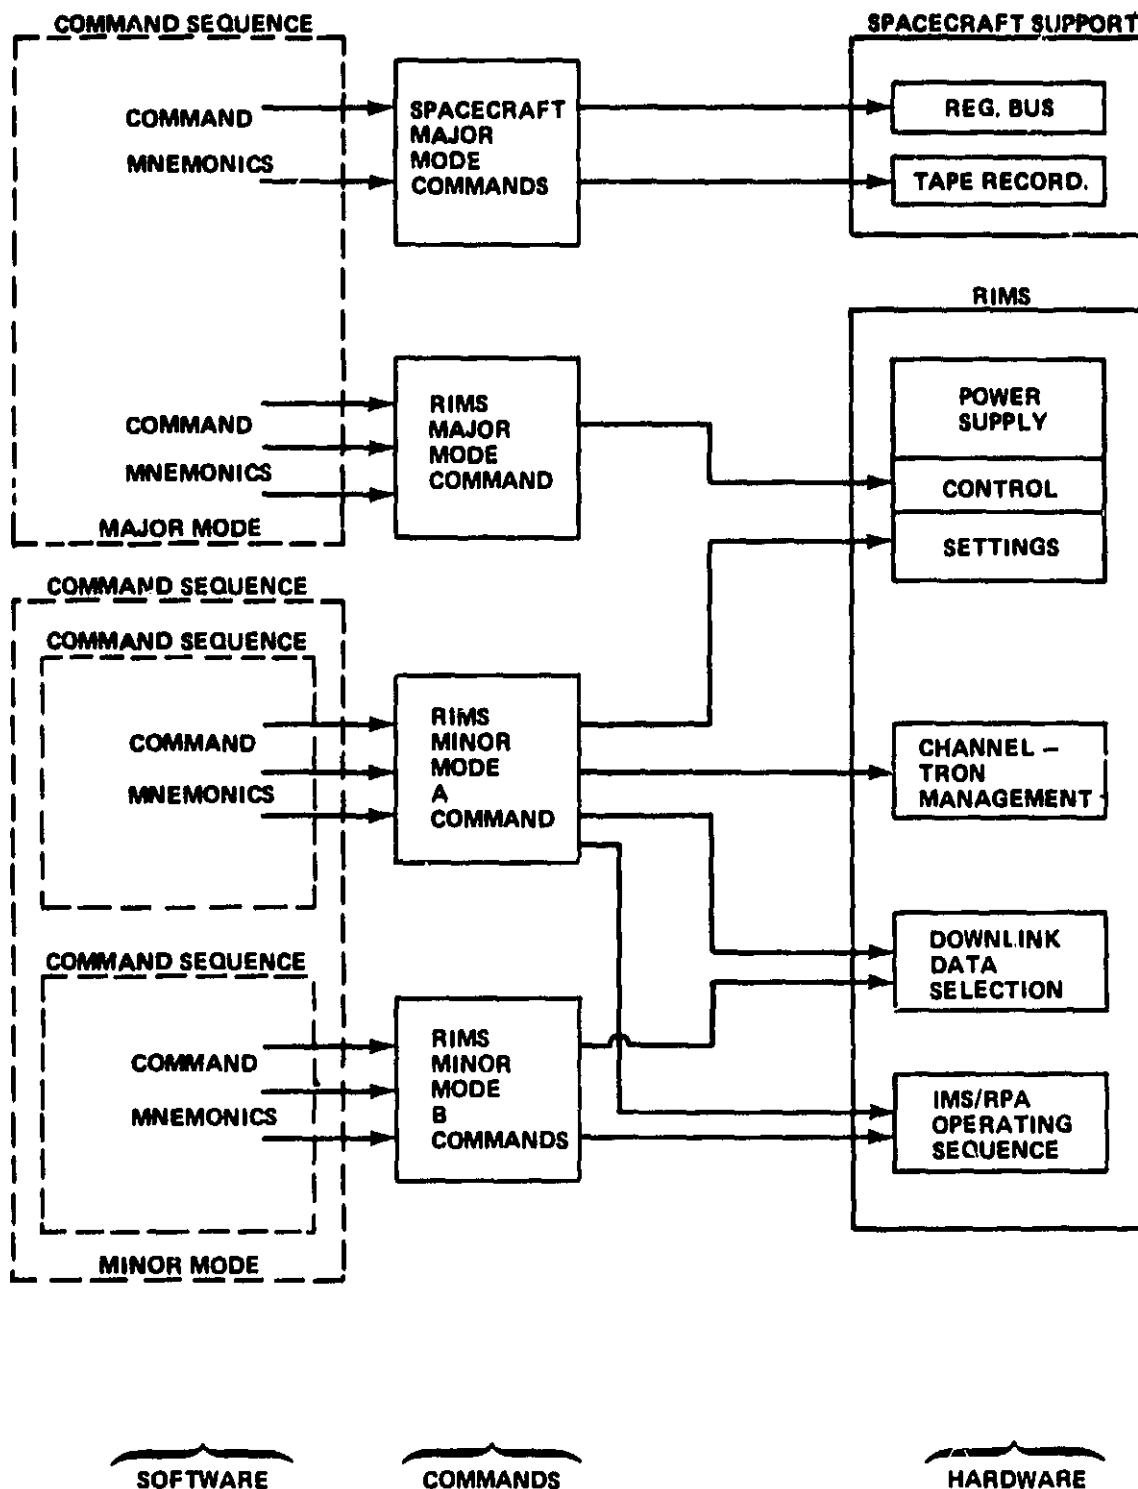 COMMAND SEQUENCE
SPACECRAFT SUPPORT
COMMAND
MNEMONICS
SPACECRAFT
MAJOR
MODE
COMMANDS
REG. BUS
TAPE RECORD.
RIMS
COMMAND
MNEMONICS
MAJOR MODE
RIMS
MAJOR
MODE
COMMAND
POWER
SUPPLY
CONTROL
SETTINGS
COMMAND SEQUENCE
COMMAND SEQUENCE
COMMAND
MNEMONICS
RIMS
MINOR
MODE
A
COMMAND
CHANNEL –
TRON
MANAGEMENT
COMMAND SEQUENCE
COMMAND
MNEMONICS
MINOR MODE
RIMS
MINOR
MODE
B
COMMANDS
DOWNLINK
DATA
SELECTION
IMS/RPA
OPERATING
SEQUENCE
SOFTWARE
COMMANDS
HARDWARE